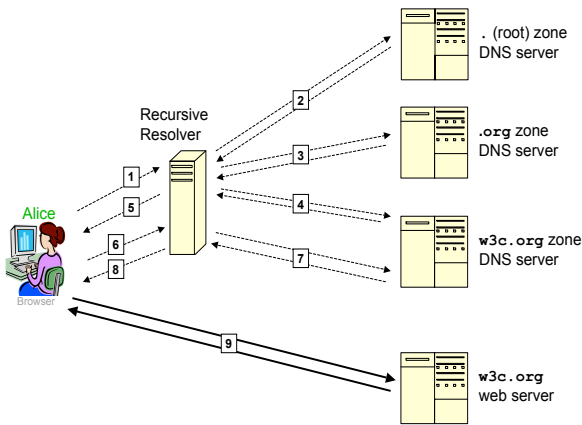 . (root) zone
DNS server
2
Recursive
Resolver
.org zone
DNS server
3
1
4
5
Alice
6
w3c.org zone
DNS server
7
8
Browser
9
w3c.org
web server